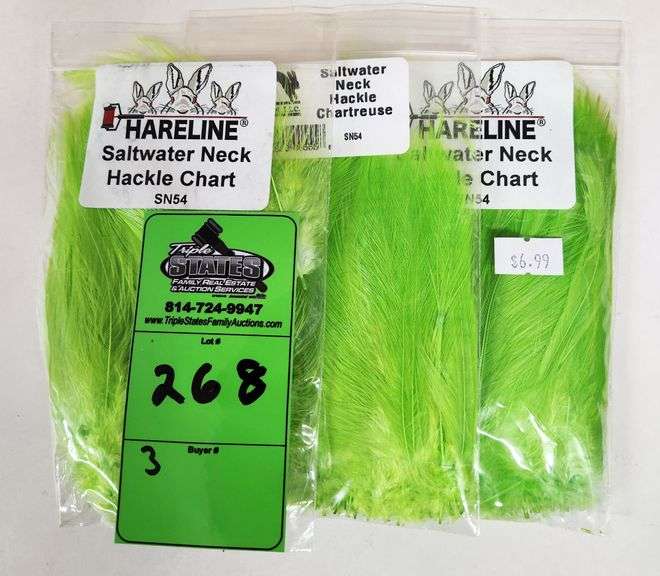 HARELINE®
Saltwater Neck
Hackle Chart
SN54
Saltwater
Neck
Hackle
Chartreuse
SN54
HARELINE®
Saltwater Neck
Chart
SN54
$6.99
Triple
STATES
FAMILY REAL ESTATE
& AUCTION SERVICES
814-724-9947
www.TripleStatesFamilyAuctions.com
Lot #
268
Buyer #
3